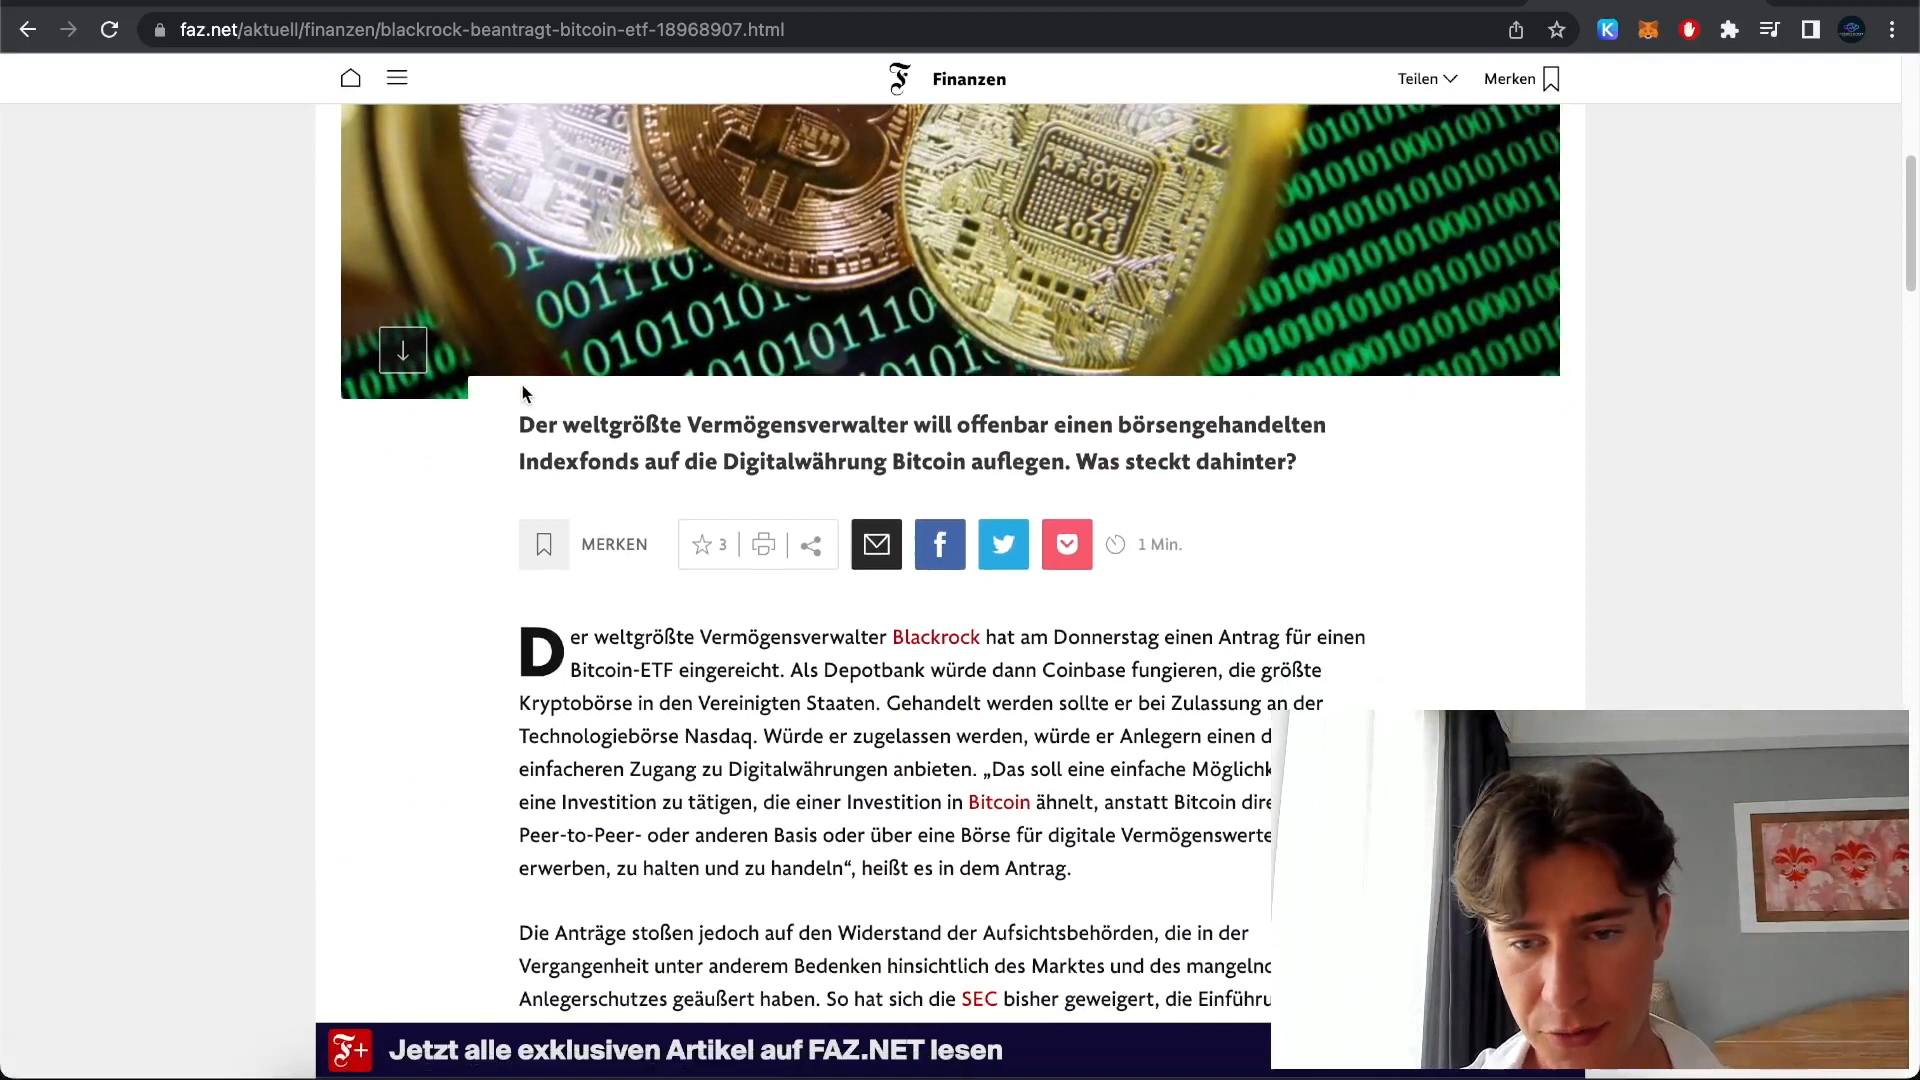 faz.net/aktuell/finanzen/blackrock-beantragt-bitcoin-etf-18968907.html
Finanzen
Teilen
Merken
APPROVED
2018
Der weltgrößte Vermögensverwalter will offenbar einen börsengehandelten
Indexfonds auf die Digitalwährung Bitcoin auflegen. Was steckt dahinter?
MERKEN
3
1 Min.
Der weltgrößte Vermögensverwalter Blackrock hat am Donnerstag einen Antrag für einen
Bitcoin-ETF eingereicht. Als Depotbank würde dann Coinbase fungieren, die größte
Kryptobörse in den Vereinigten Staaten. Gehandelt werden sollte er bei Zulassung an der
Technologiebörse Nasdaq. Würde er zugelassen werden, würde er Anlegern einen
einfacheren Zugang zu Digitalwährungen anbieten. „Das soll eine einfache
eine Investition zu tätigen, die einer Investition in Bitcoin ähnelt, anstatt Bitcoin
Peer-to-Peer- oder anderen Basis oder über eine Börse für digitale Vermögenswerte
erwerben, zu halten und zu handeln“, heißt es in dem Antrag.
Die Anträge stoßen jedoch auf den Widerstand der Aufsichtsbehörden, die in der
Vergangenheit unter anderem Bedenken hinsichtlich des Marktes und des
Anlegerschutzes geäußert haben. So hat sich die SEC bisher geweigert, die
F+ Jetzt alle exklusiven Artikel auf FAZ.NET lesen